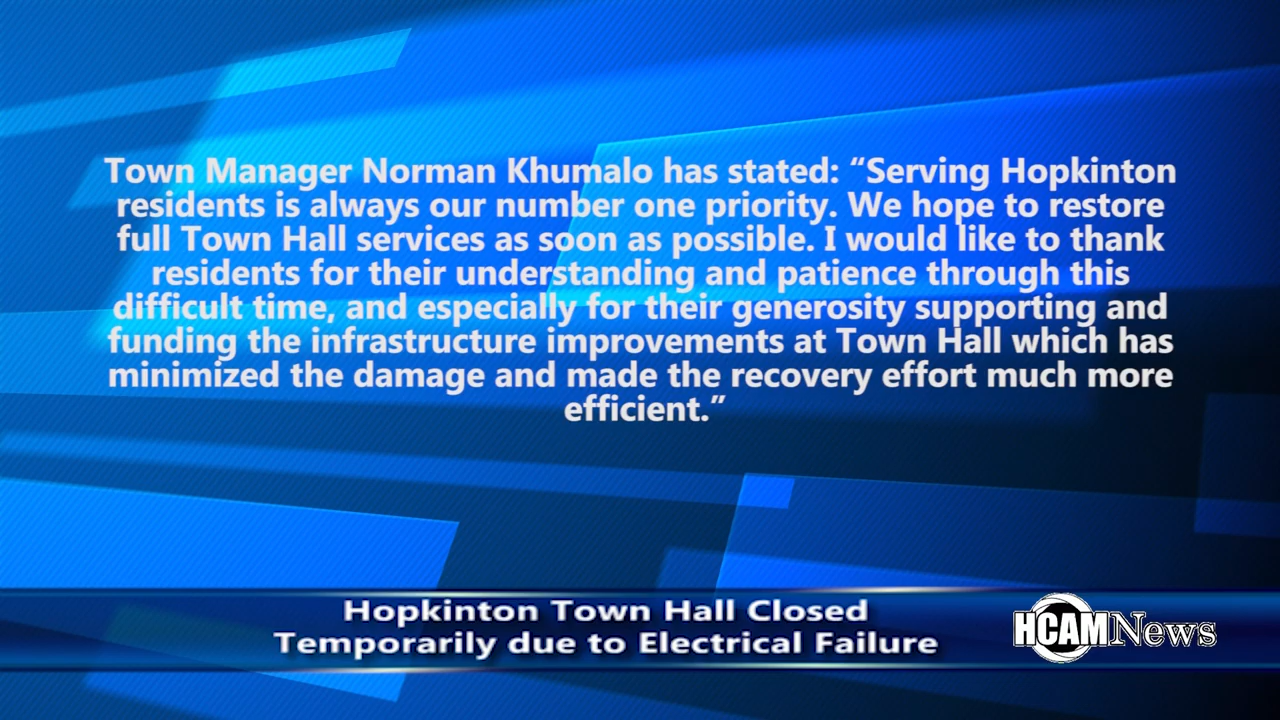 Town Manager Norman Khumalo has stated: “Serving Hopkinton
residents is always our number one priority. We hope to restore
full Town Hall services as soon as possible. I would like to thank
residents for their understanding and patience through this
difficult time, and especially for their generosity supporting and
funding the infrastructure improvements at Town Hall which has
minimized the damage and made the recovery effort much more
efficient.”
Hopkinton Town Hall Closed
Temporarily due to Electrical Failure
HCAMNews